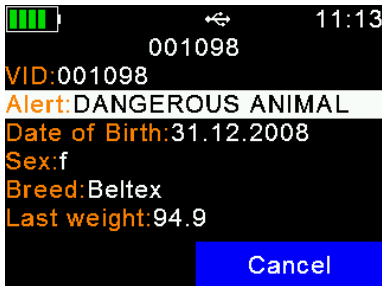 11:13
001098
VID:001098
Alert:DANGEROUS ANIMAL
Date of Birth:31.12.2008
Sex:f
Breed:Beltex
Last weight:94.9
Cancel